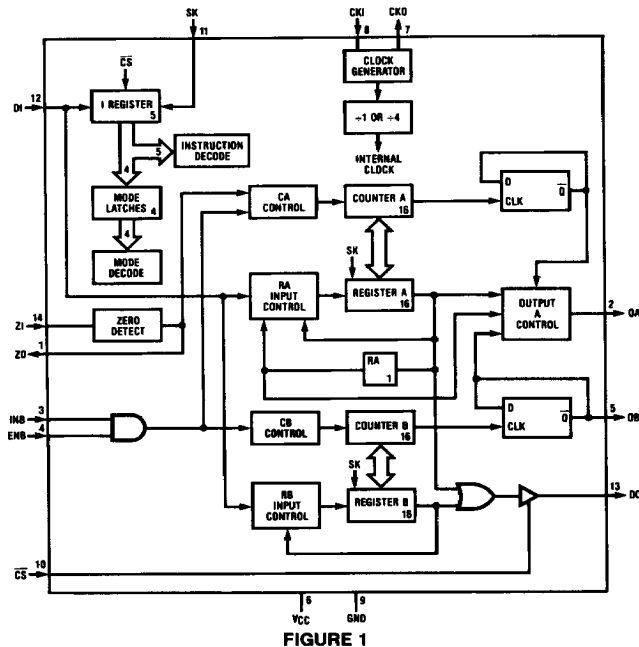 SK
11
CKI
8
CKO
7
CLOCK
GENERATOR
÷1 OR ÷4
INTERNAL
CLOCK
CS
12
DI
I REGISTER
5
4
5
INSTRUCTION
DECODE
MODE
LATCHES
4
4
MODE
DECODE
CA
CONTROL
COUNTER A
16
D
Q
CLK
SK
RA
INPUT
CONTROL
REGISTER A
16
OUTPUT
A
CONTROL
2
OA
14
ZI
ZERO
DETECT
1
ZO
RA
1
3
INB
4
ENB
CB
CONTROL
COUNTER B
16
D
Q
CLK
5
OB
SK
RB
INPUT
CONTROL
REGISTER B
16
13
DO
10
CS
6
VCC
9
GND
FIGURE 1